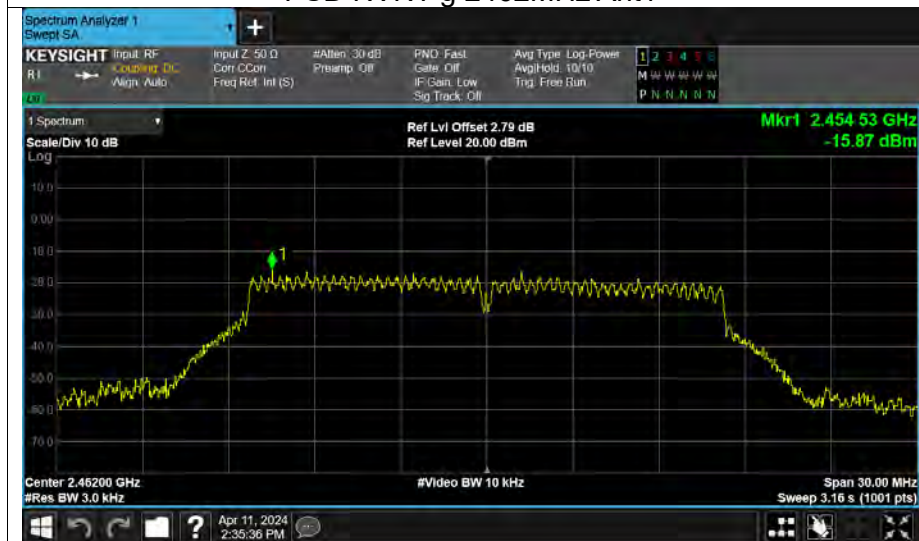 Spectrum Analyzer 1
Swept SA
+
KEYSIGHT Input: RF
Coupling: DC
Align: Auto
Input Z: 50 Ω
Corr CCorr
Freq Ref: Int (S)
#Atten: 30 dB
Preamp: Off
PNO: Fast
Gate: Off
IF Gain: Low
Sig Track: Off
Avg Type: Log-Power
Avg|Hold: 10/10
Trig: Free Run
1 2 3 4 5 6
M W W W W W
P N N N N N
1 Spectrum
Scale/Div 10 dB
Log
Ref Lvl Offset 2.79 dB
Ref Level 20.00 dBm
Mkr1 2.454 53 GHz
-15.87 dBm
10.0
0.00
-10.0
-20.0
-30.0
-40.0
-50.0
-60.0
-70.0
1
Center 2.46200 GHz
#Res BW 3.0 kHz
#Video BW 10 kHz
Span 30.00 MHz
Sweep 3.16 s (1001 pts)
?
Apr 11, 2024
2:35:36 PM